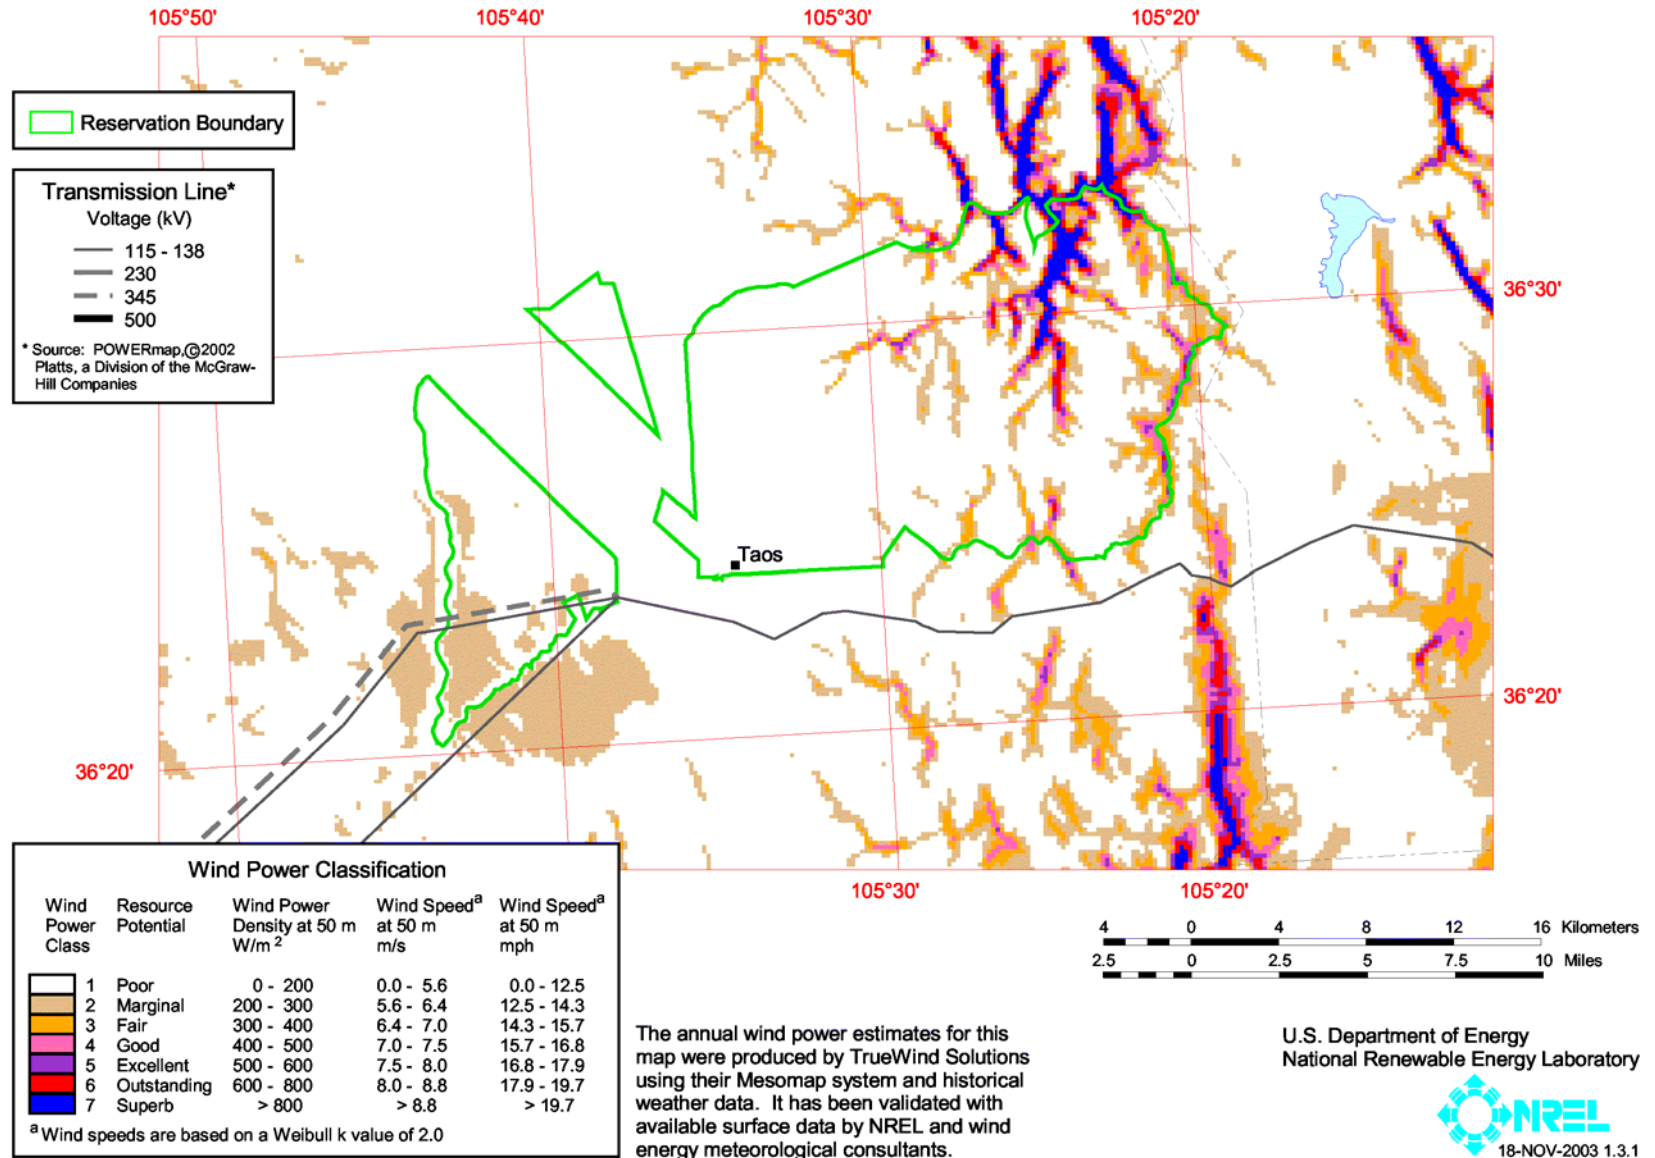 105°50' 105°40' 105°30' 105°20'
Reservation Boundary
Transmission Line*
Voltage (kV)
115 - 138
230
345
500
* Source: POWERmap,©2002
Platts, a Division of the McGraw-
Hill Companies
36°30'
Taos
36°20'
36°20'
105°30' 105°20'
Wind Power Classification
Wind Power Class Resource Potential Wind Power Density at 50 m W/m 2 Wind Speed a at 50 m m/s Wind Speed a at 50 m mph
1 Poor 0 - 200 0.0 - 5.6 0.0 - 12.5
2 Marginal 200 - 300 5.6 - 6.4 12.5 - 14.3
3 Fair 300 - 400 6.4 - 7.0 14.3 - 15.7
4 Good 400 - 500 7.0 - 7.5 15.7 - 16.8
5 Excellent 500 - 600 7.5 - 8.0 16.8 - 17.9
6 Outstanding 600 - 800 8.0 - 8.8 17.9 - 19.7
7 Superb > 800 > 8.8 > 19.7
a Wind speeds are based on a Weibull k value of 2.0
4 0 4 8 12 16 Kilometers
2.5 0 2.5 5 7.5 10 Miles
The annual wind power estimates for this
map were produced by TrueWind Solutions
using their Mesomap system and historical
weather data. It has been validated with
available surface data by NREL and wind
energy meteorological consultants.
U.S. Department of Energy
National Renewable Energy Laboratory
NREL
18-NOV-2003 1.3.1